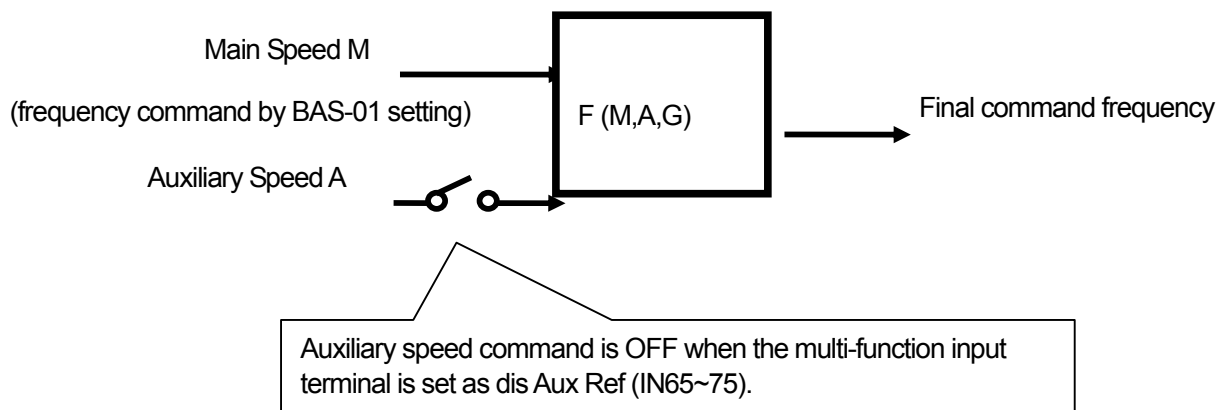 Main Speed M
(frequency command by BAS-01 setting)
F (M,A,G)
Final command frequency
Auxiliary Speed A
Auxiliary speed command is OFF when the multi-function input
terminal is set as dis Aux Ref (IN65~75).